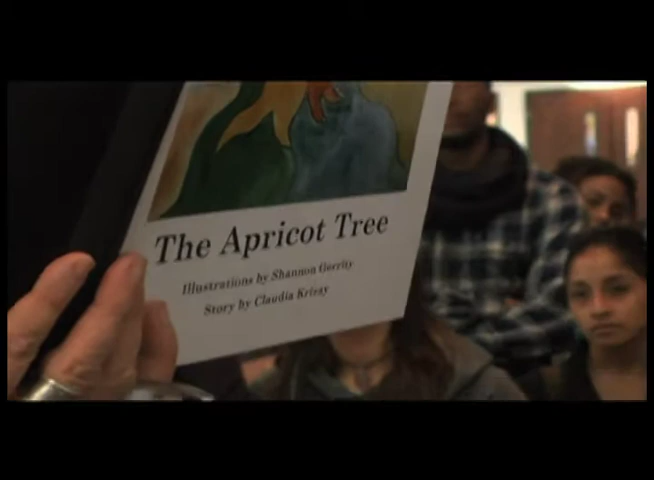 The Apricot Tree
Illustrations by Shannon Gerrity
Story by Claudia Krizay